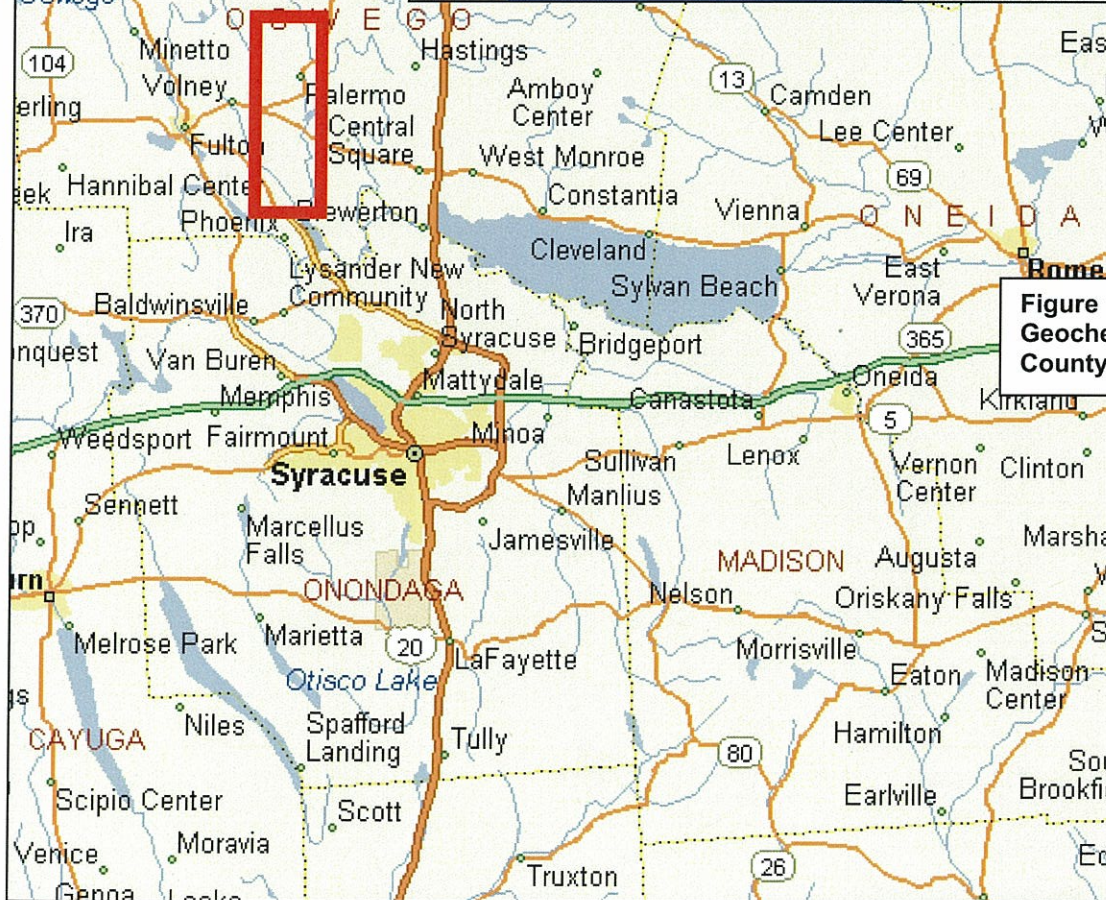 OSWEGO
Minetto
Hastings
104
Volney
13
Amboy
Center
Camden
erling
Palermo
Central
Square
Lee Center
Fulton
West Monroe
69
eek
Hannibal Center
Constantia
Vienna
ONEIDA
Ira
Phoenix
Brewerton
Cleveland
East
Verona
Rome
Lysander New
Community
Sylvan Beach
370
Baldwinsville
North
Syracuse
Bridgeport
365
Figure
Geoche
County
nquest
Van Buren
Mattydale
Oneida
Memphis
Canastota
5
Kirkland
Weedsport
Fairmount
Minoa
Syracuse
Sullivan
Lenox
Vernon
Center
Clinton
Sennett
Manlius
Marcellus
Falls
Jamesville
Marsha
MADISON
Augusta
ONONDAGA
Nelson
Oriskany Falls
Melrose Park
Marietta
20
LaFayette
Morrisville
Otisco Lake
Eaton
Madison
Center
Niles
Spafford
Landing
Tully
Hamilton
CAYUGA
80
Scipio Center
Scott
Earlville
Brookfi
Venice
Moravia
26
Truxton
Genoa